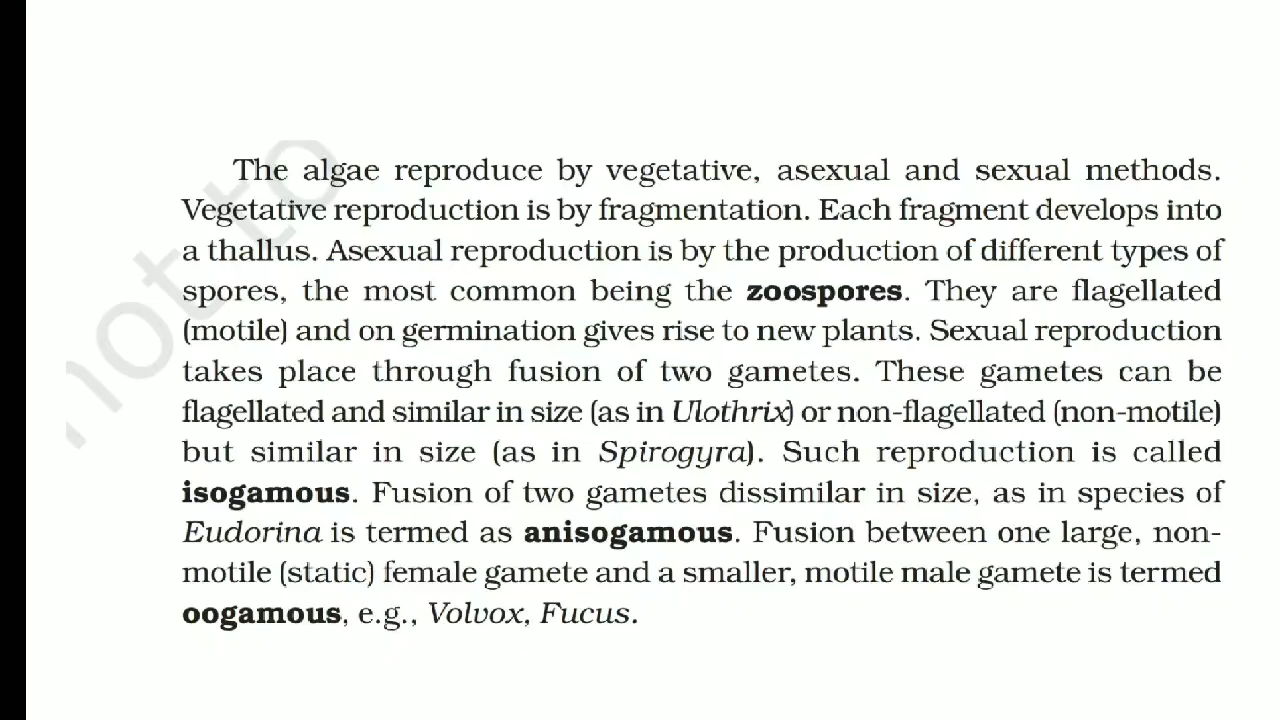 The algae reproduce by vegetative, asexual and sexual methods.
Vegetative reproduction is by fragmentation. Each fragment develops into
a thallus. Asexual reproduction is by the production of different types of
spores, the most common being the zoospores. They are flagellated
(motile) and on germination gives rise to new plants. Sexual reproduction
takes place through fusion of two gametes. These gametes can be
flagellated and similar in size (as in Ulothrix) or non-flagellated (non-motile)
but similar in size (as in Spirogyra). Such reproduction is called
isogamous. Fusion of two gametes dissimilar in size, as in species of
Eudorina is termed as anisogamous. Fusion between one large, non-
motile (static) female gamete and a smaller, motile male gamete is termed
oogamous, e.g., Volvox, Fucus.
not to